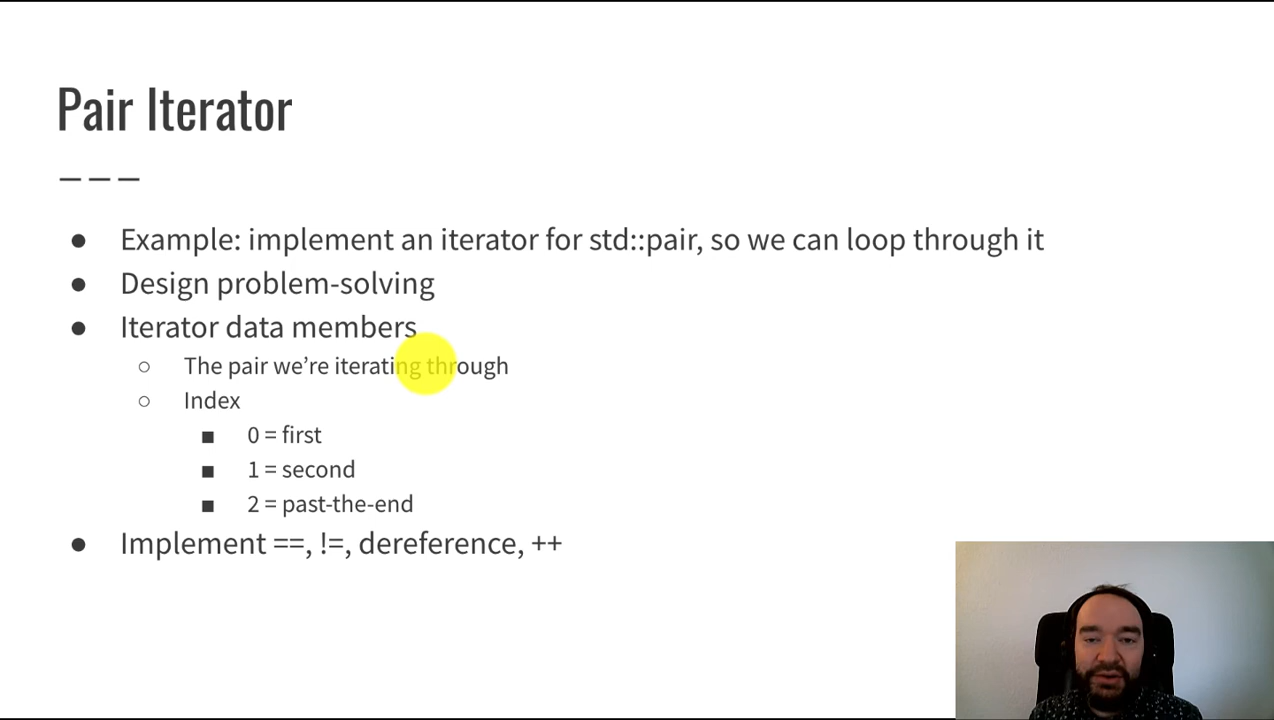 Pair Iterator
● Example: implement an iterator for std::pair, so we can loop through it
● Design problem-solving
● Iterator data members
○ The pair we're iterating through
○ Index
■ 0 = first
■ 1 = second
■ 2 = past-the-end
● Implement ==, !=, dereference, ++